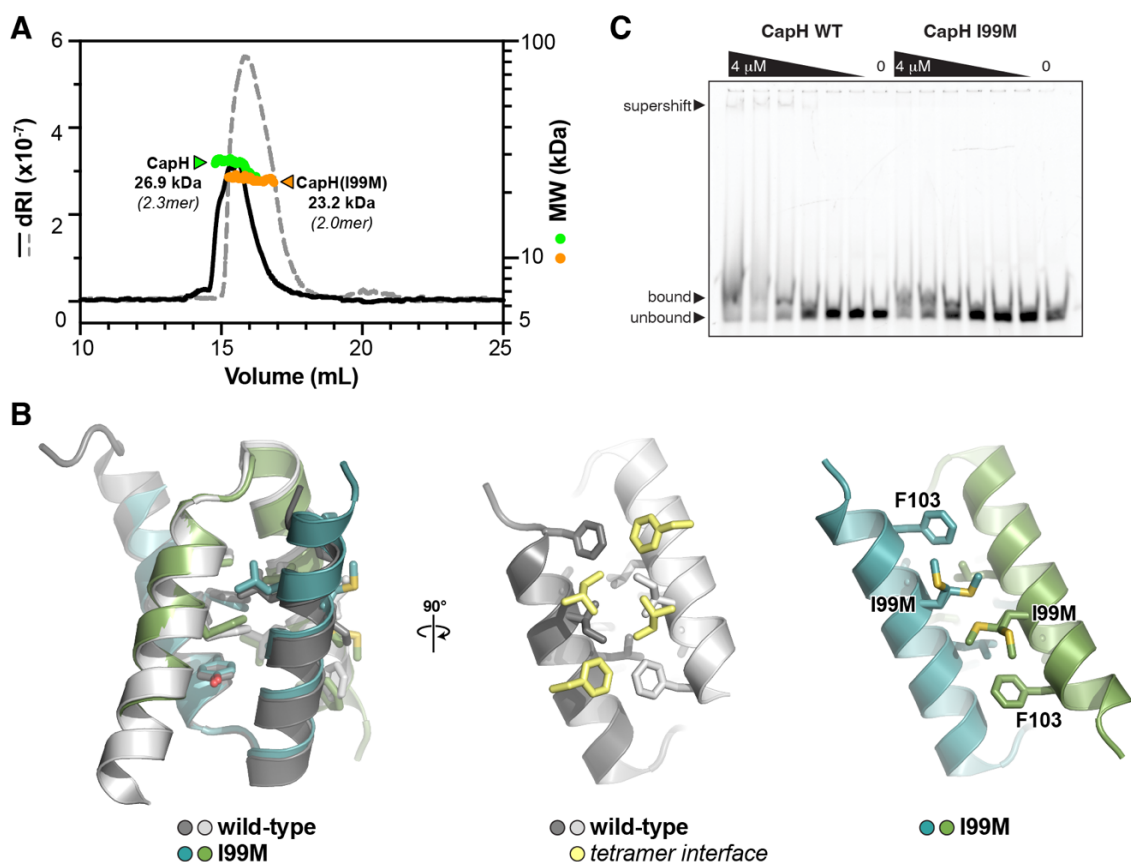 A
6
4
2
0
dRI (x10⁻⁷)
10
15
20
25
Volume (mL)
100
10
5
MW (kDa)
CapH
26.9 kDa
(2.3mer)
CapH(I99M)
23.2 kDa
(2.0mer)
C
CapH WT
CapH I99M
4 μM
0
4 μM
0
supershift
bound
unbound
B
90°
F103
I99M
I99M
F103
wild-type
I99M
wild-type
tetramer interface
I99M